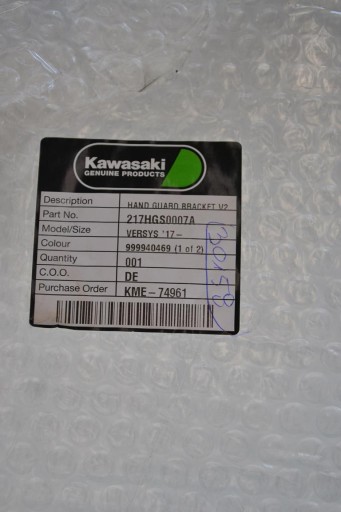 Kawasaki
GENUINE PRODUCTS
Description HAND GUARD BRACKET V2
Part No. 217HGS0007A
Model/Size VERSYS '17-
Colour 999940469 (1 of 2)
Quantity 001
C.O.O. DE
Purchase Order KME-74961